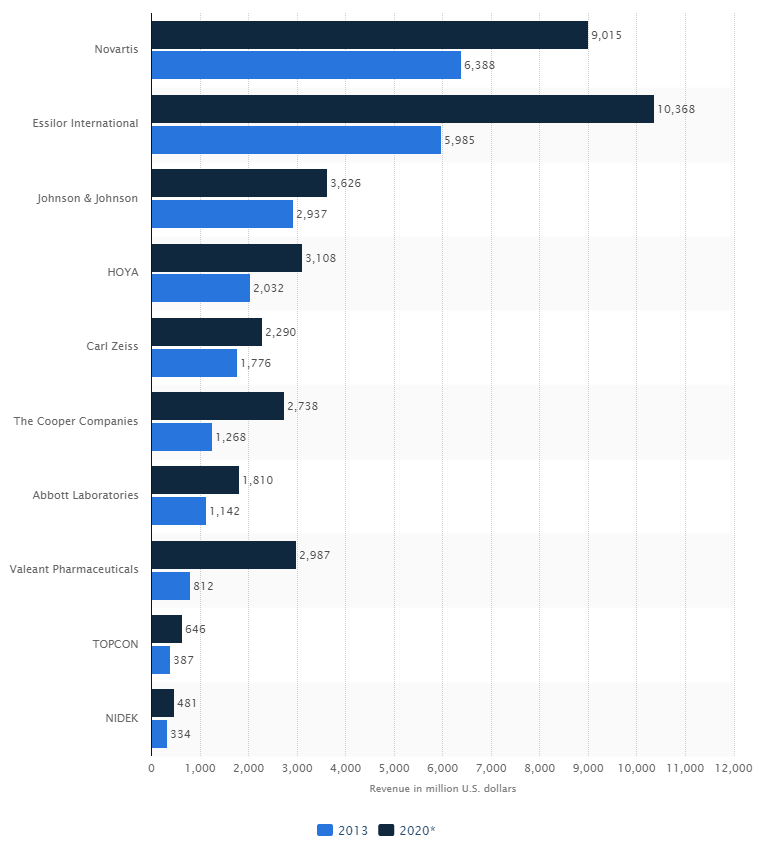 Novartis
9,015
6,388
Essilor International
10,368
5,985
Johnson & Johnson
3,626
2,937
HOYA
3,108
2,032
Carl Zeiss
2,290
1,776
The Cooper Companies
2,738
1,268
Abbott Laboratories
1,810
1,142
Valeant Pharmaceuticals
2,987
812
TOPCON
646
387
NIDEK
481
334
0 1,000 2,000 3,000 4,000 5,000 6,000 7,000 8,000 9,000 10,000 11,000 12,000
Revenue in million U.S. dollars
2013 2020*